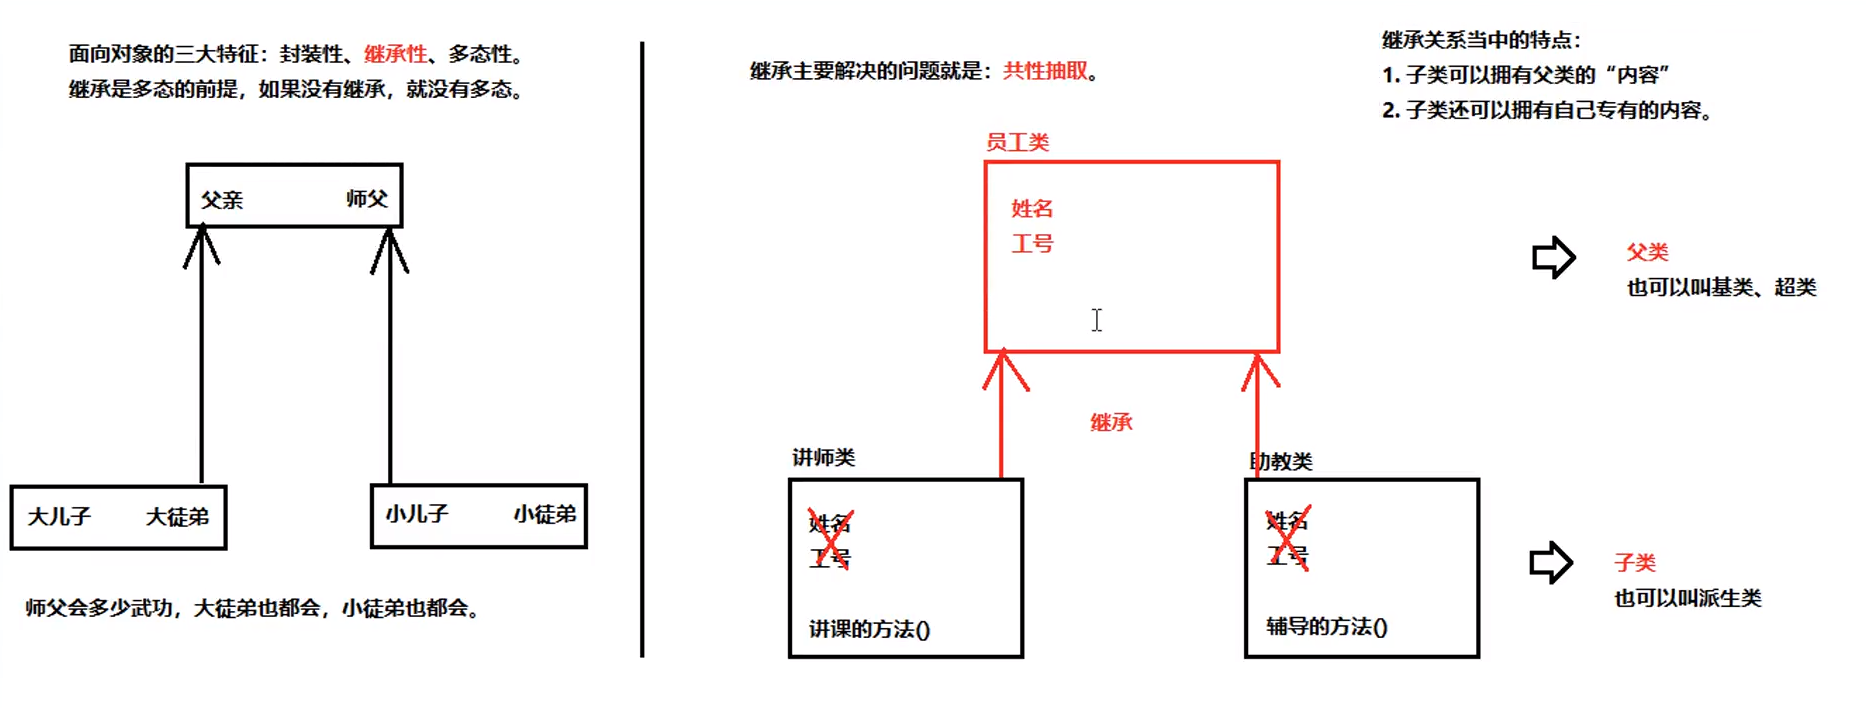 面向对象的三大特征：封装性、继承性、多态性。
继承是多态的前提，如果没有继承，就没有多态。
父亲 师父
大儿子 大徒弟
小儿子 小徒弟
师父会多少武功，大徒弟也都会，小徒弟也都会。
继承主要解决的问题就是：共性抽取。
员工类
姓名
工号
继承
讲师类
姓名
工号
讲课的方法()
助教类
姓名
工号
辅导的方法()
继承关系当中的特点：
1. 子类可以拥有父类的“内容”
2. 子类还可以拥有自己专有的内容。
父类
也可以叫基类、超类
子类
也可以叫派生类